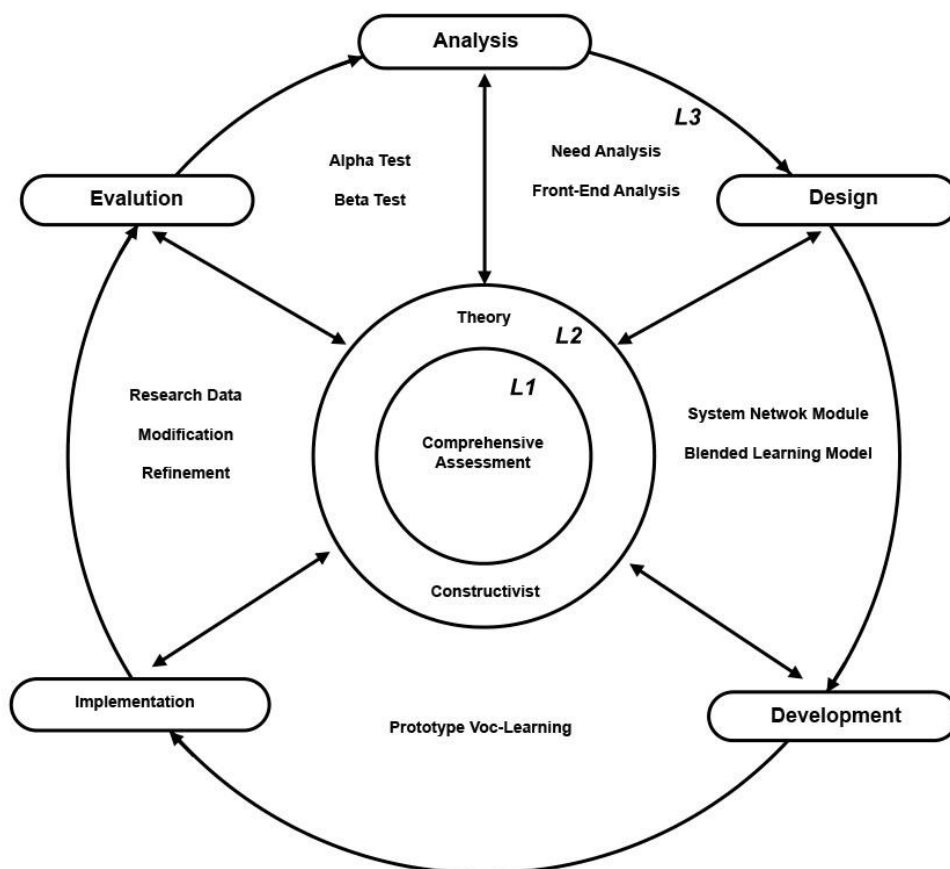 Analysis
L3
Alpha Test
Beta Test
Need Analysis
Front-End Analysis
Evalution
Design
Theory
L2
L1
Comprehensive
Assessment
Research Data
Modification
Refinement
System Netwok Module
Blended Learning Model
Constructivist
Implementation
Prototype Voc-Learning
Development